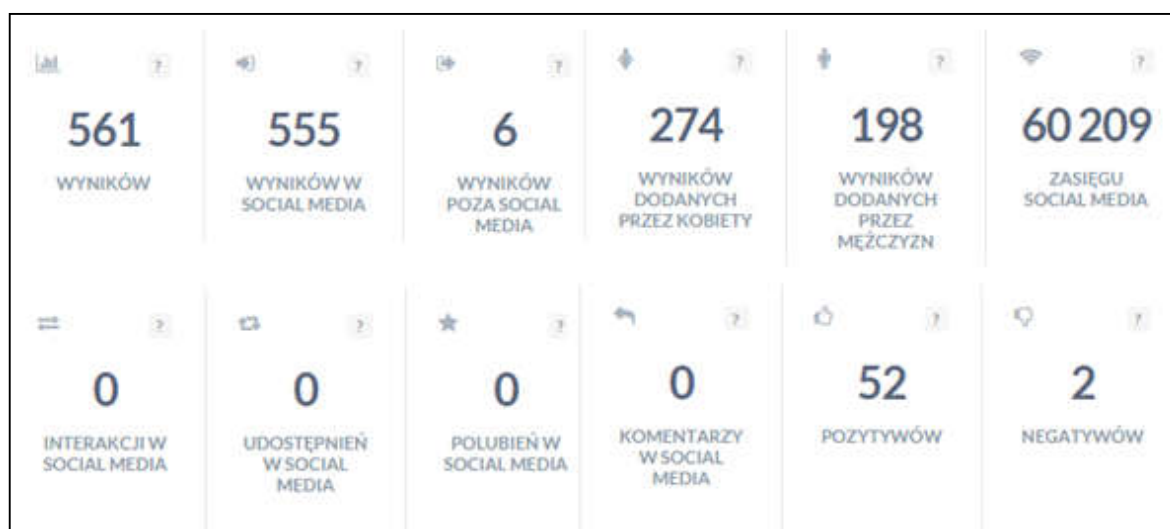 ?
?
?
?
?
?
561
555
6
274
198
60 209
WYNIKÓW
WYNIKÓW W
SOCIAL MEDIA
WYNIKÓW
POZA SOCIAL
MEDIA
WYNIKÓW
DODANYCH
PRZEZ KOBIETY
WYNIKÓW
DODANYCH
PRZEZ
MĘŻCZYZN
ZASIĘGU
SOCIAL MEDIA
?
?
?
?
?
?
0
0
0
0
52
2
INTERAKCJI W
SOCIAL MEDIA
UDOSTĘPNIEŃ
W SOCIAL
MEDIA
POLUBIEŃ W
SOCIAL MEDIA
KOMENTARZY
W SOCIAL
MEDIA
POZYTYWÓW
NEGATYWÓW